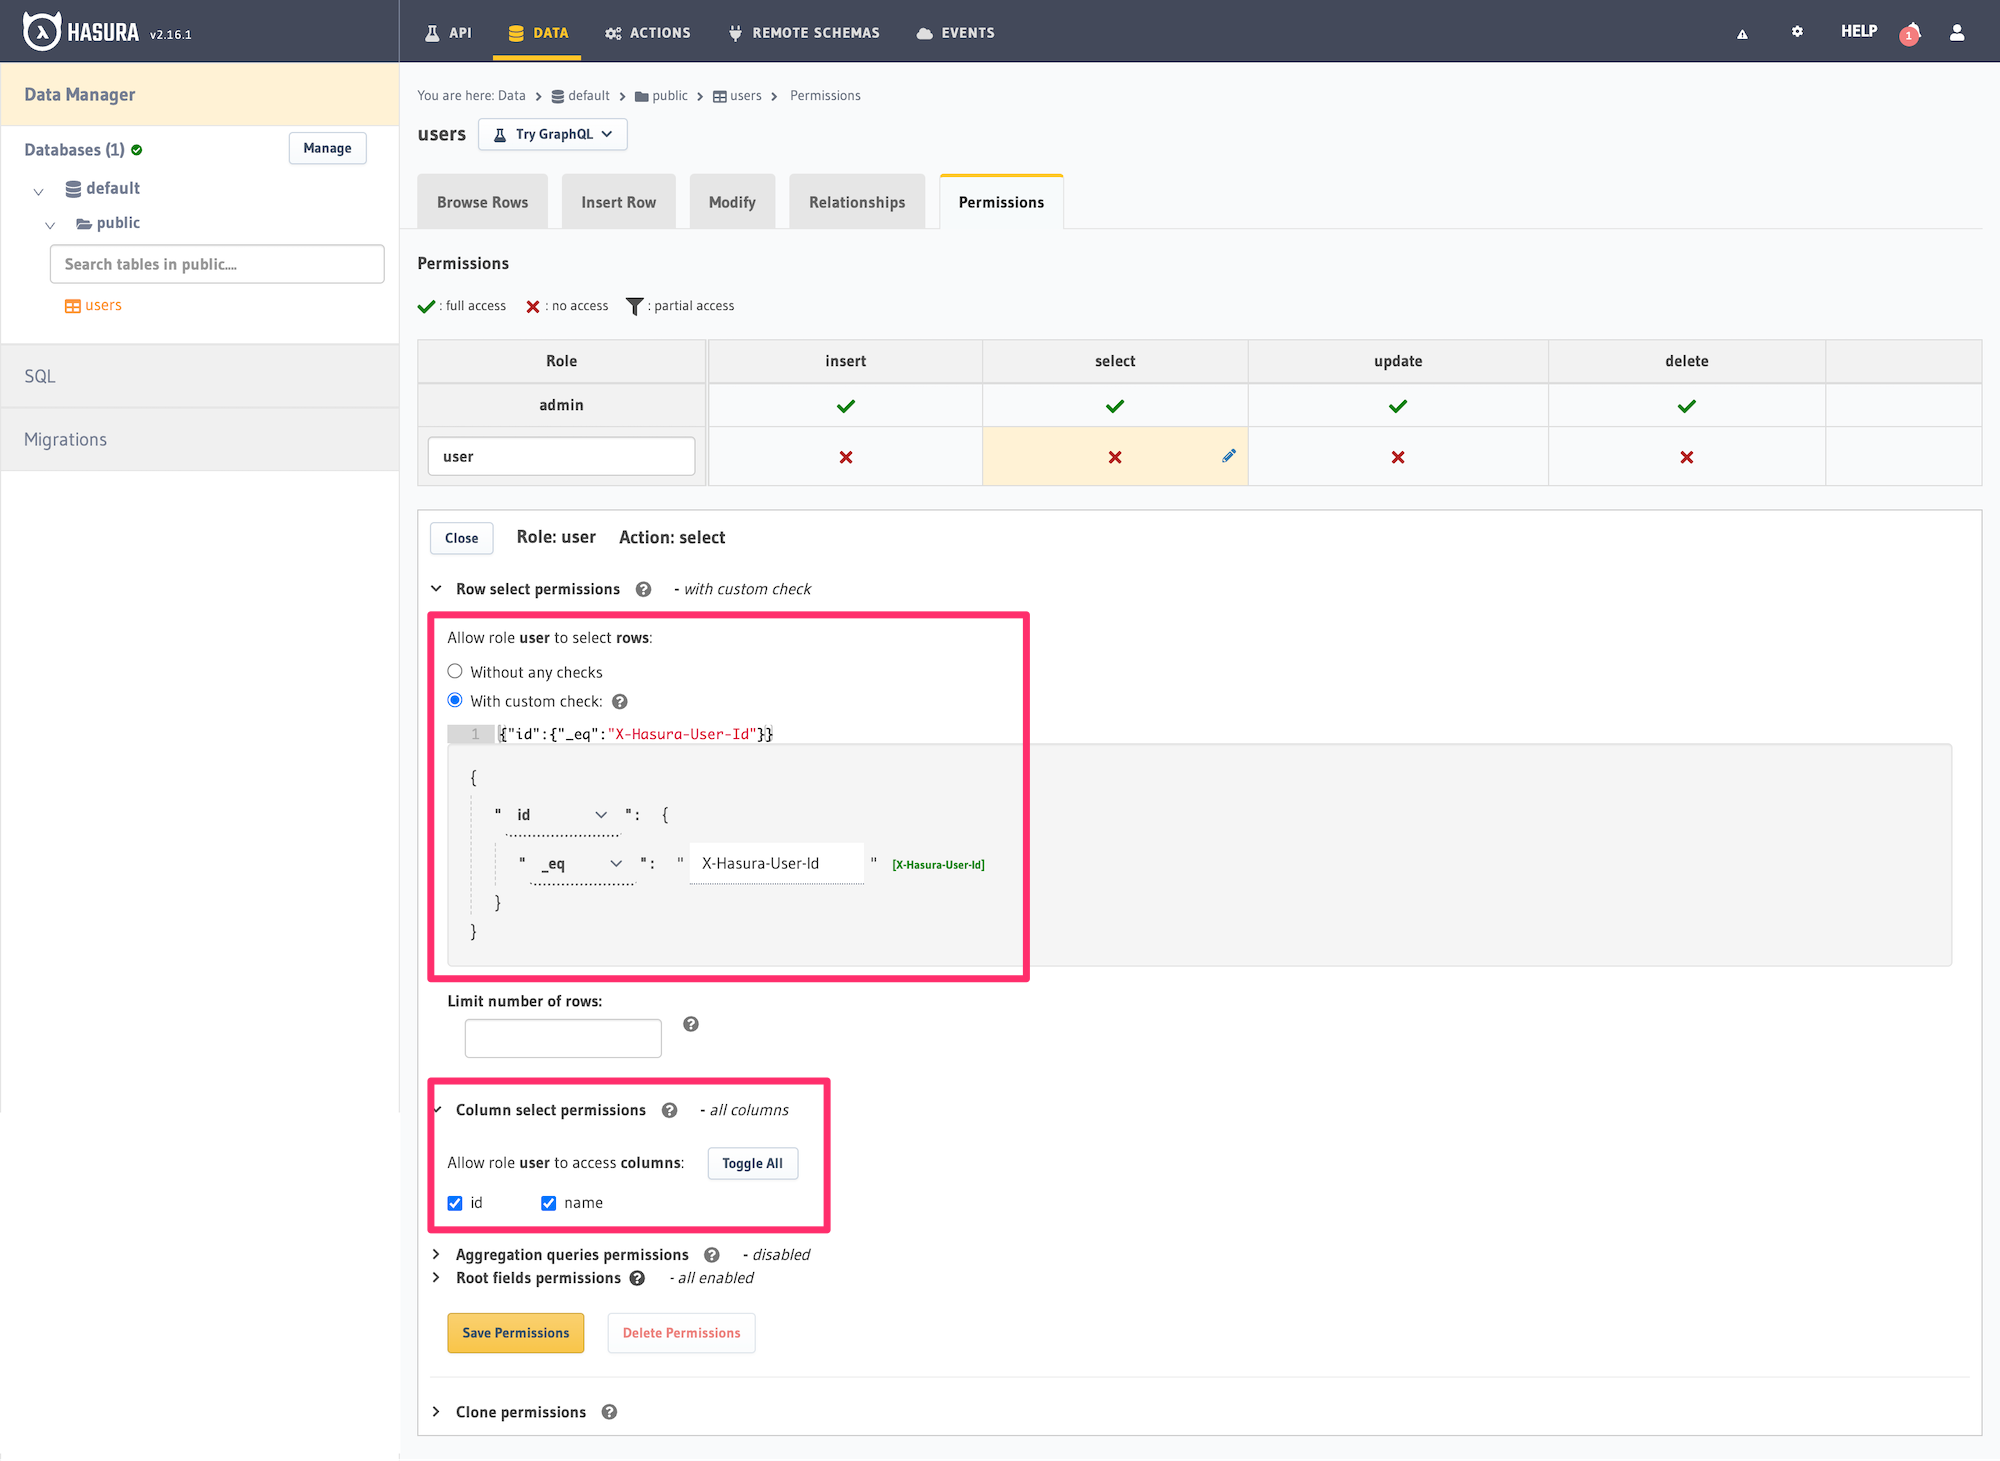 HASURA v2.16.1
API DATA ACTIONS REMOTE SCHEMAS EVENTS HELP 1
Data Manager
Databases (1) Manage
default
public
Search tables in public....
users
SQL
Migrations
You are here: Data > default > public > users > Permissions
users Try GraphQL
Browse Rows Insert Row Modify Relationships Permissions
Permissions
: full access : no access : partial access
Role insert select update delete
admin
user
Close Role: user Action: select
Row select permissions ? - with custom check
Allow role user to select rows:
Without any checks
With custom check: ?
1 {"id":{"_eq":"X-Hasura-User-Id"}}
{
" id ": {
" _eq ": " X-Hasura-User-Id " [X-Hasura-User-Id]
}
}
Limit number of rows:
?
Column select permissions ? - all columns
Allow role user to access columns: Toggle All
id name
Aggregation queries permissions ? - disabled
Root fields permissions ? - all enabled
Save Permissions Delete Permissions
Clone permissions ?